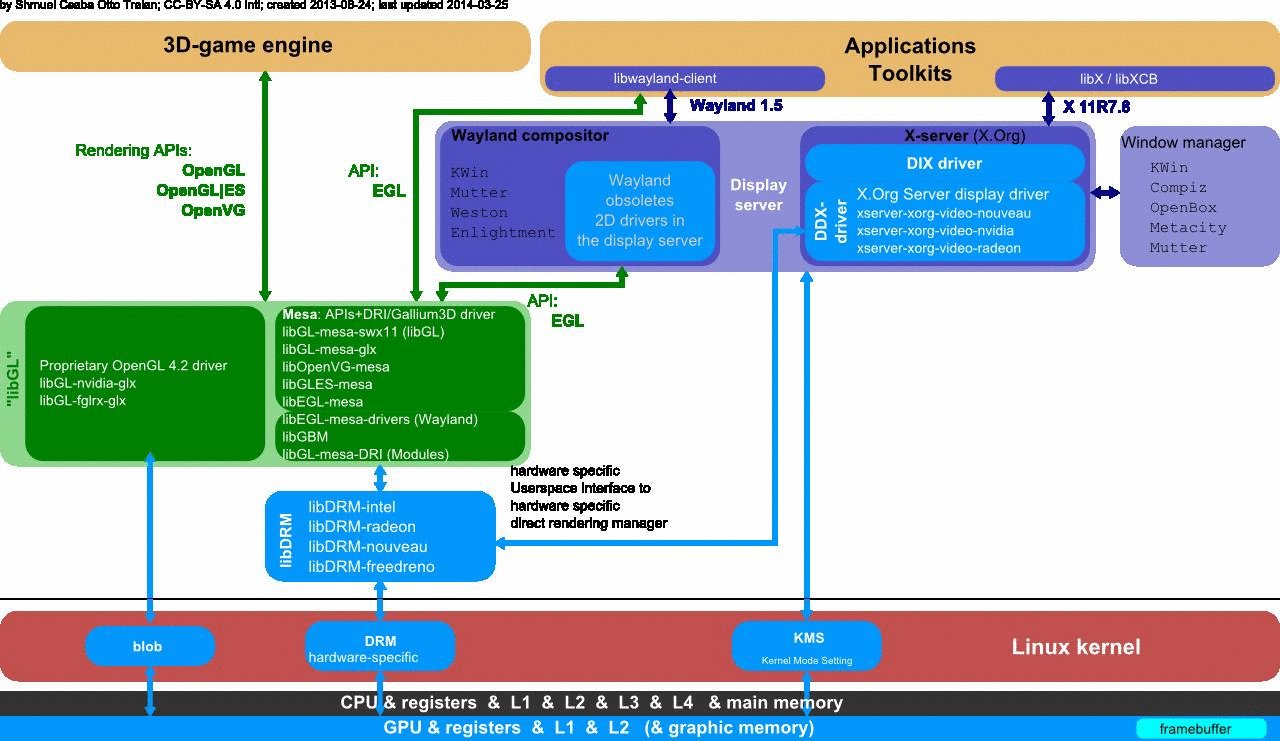 by Shmuel Csaba Otto Traian; CC-BY-SA 4.0 intl; created 2013-08-24; last updated 2014-03-25
3D-game engine
Applications
Toolkits
libwayland-client
libX / libXCB
Wayland 1.5
X 11R7.6
Rendering APIs:
OpenGL
OpenGL|ES
OpenVG
API:
EGL
Wayland compositor
KWin
Mutter
Weston
Enlightment
Wayland
obsoletes
2D drivers in
the display server
Display
server
X-server (X.Org)
DIX driver
DDX-
driver
X.Org Server display driver
xserver-xorg-video-nouveau
xserver-xorg-video-nvidia
xserver-xorg-video-radeon
Window manager
KWin
Compiz
OpenBox
Metacity
Mutter
API:
EGL
"libGL"
Proprietary OpenGL 4.2 driver
libGL-nvidia-glx
libGL-fglrx-glx
Mesa: APIs+DRI/Gallium3D driver
libGL-mesa-swx11 (libGL)
libGL-mesa-glx
libOpenVG-mesa
libGLES-mesa
libEGL-mesa
libEGL-mesa-drivers (Wayland)
libGBM
libGL-mesa-DRI (Modules)
hardware specific
Userspace interface to
hardware specific
direct rendering manager
libDRM
libDRM-intel
libDRM-radeon
libDRM-nouveau
libDRM-freedreno
blob
DRM
hardware-specific
KMS
Kernel Mode Setting
Linux kernel
CPU & registers & L1 & L2 & L3 & L4 & main memory
GPU & registers & L1 & L2 (& graphic memory)
framebuffer